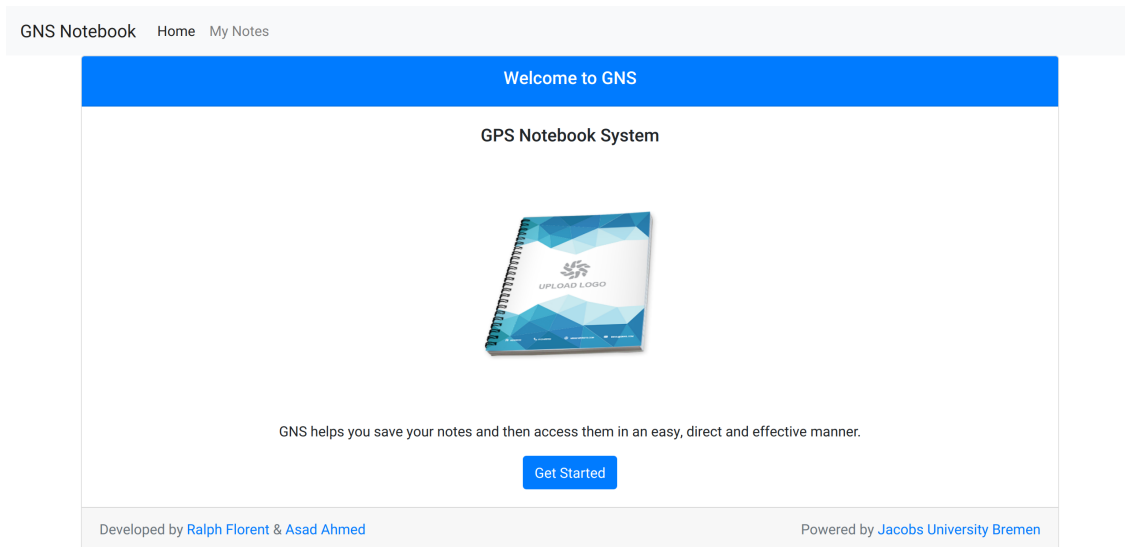 GNS Notebook Home My Notes
Welcome to GNS
GPS Notebook System
UPLOAD LOGO
GNS helps you save your notes and then access them in an easy, direct and effective manner.
Get Started
Developed by Ralph Florent & Asad Ahmed
Powered by Jacobs University Bremen